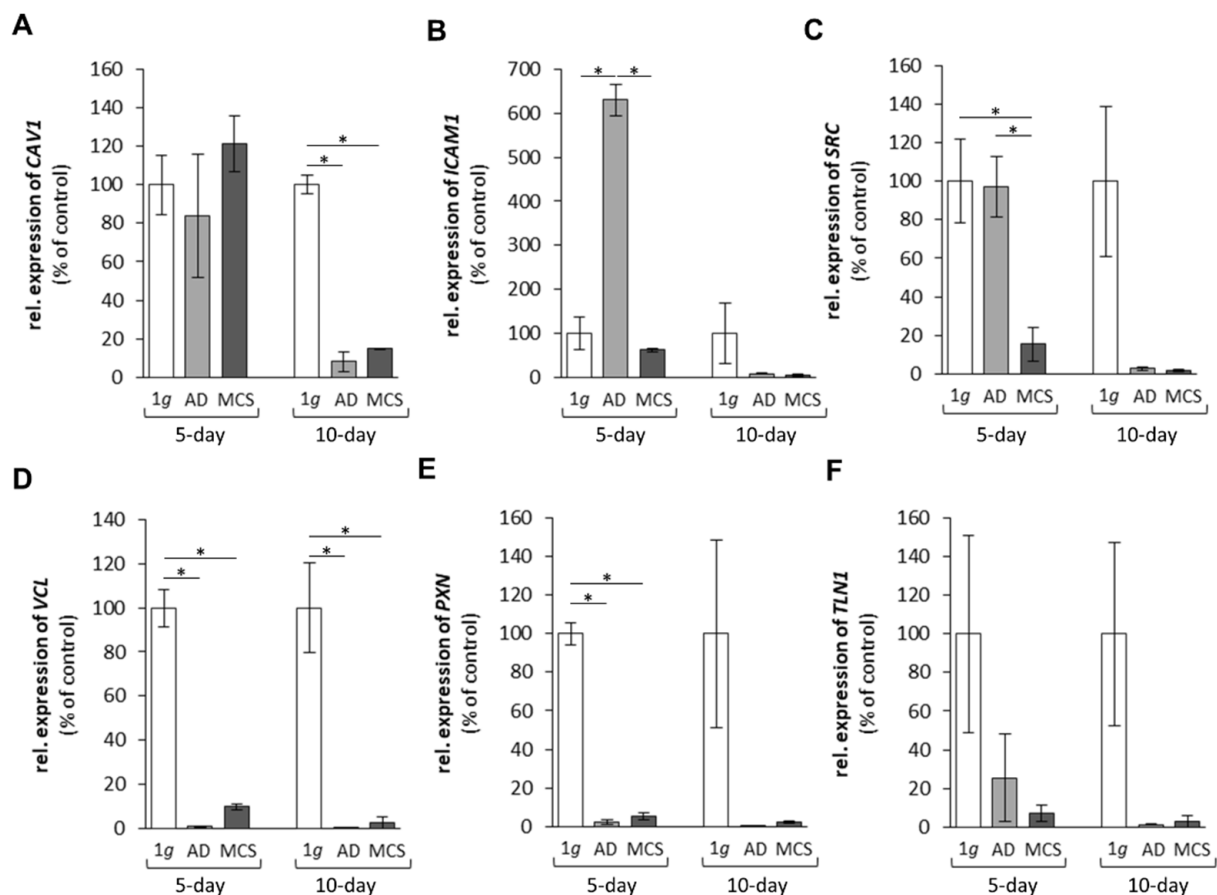 A
rel. expression of CAV1
(% of control)
160
140
120
100
80
60
40
20
0
*
*
1g AD MCS 1g AD MCS
5-day 10-day
B
rel. expression of ICAM1
(% of control)
700
600
500
400
300
200
100
0
* *
1g AD MCS 1g AD MCS
5-day 10-day
C
rel. expression of SRC
(% of control)
160
140
120
100
80
60
40
20
0
*
*
1g AD MCS 1g AD MCS
5-day 10-day
D
rel. expression of VCL
(% of control)
140
120
100
80
60
40
20
0
*
*
*
*
1g AD MCS 1g AD MCS
5-day 10-day
E
rel. expression of PXN
(% of control)
160
140
120
100
80
60
40
20
0
*
*
1g AD MCS 1g AD MCS
5-day 10-day
F
rel. expression of TLN1
(% of control)
160
140
120
100
80
60
40
20
0
1g AD MCS 1g AD MCS
5-day 10-day